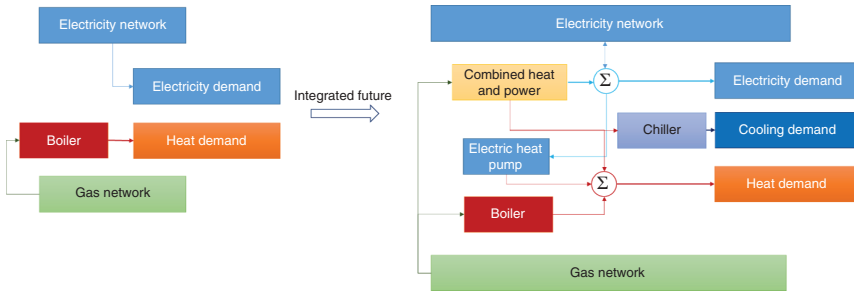 Electricity network
Electricity demand
Boiler
Heat demand
Gas network
Integrated future
Electricity network
Combined heat
and power
Σ
Electricity demand
Chiller
Cooling demand
Electric heat
pump
Σ
Heat demand
Boiler
Gas network